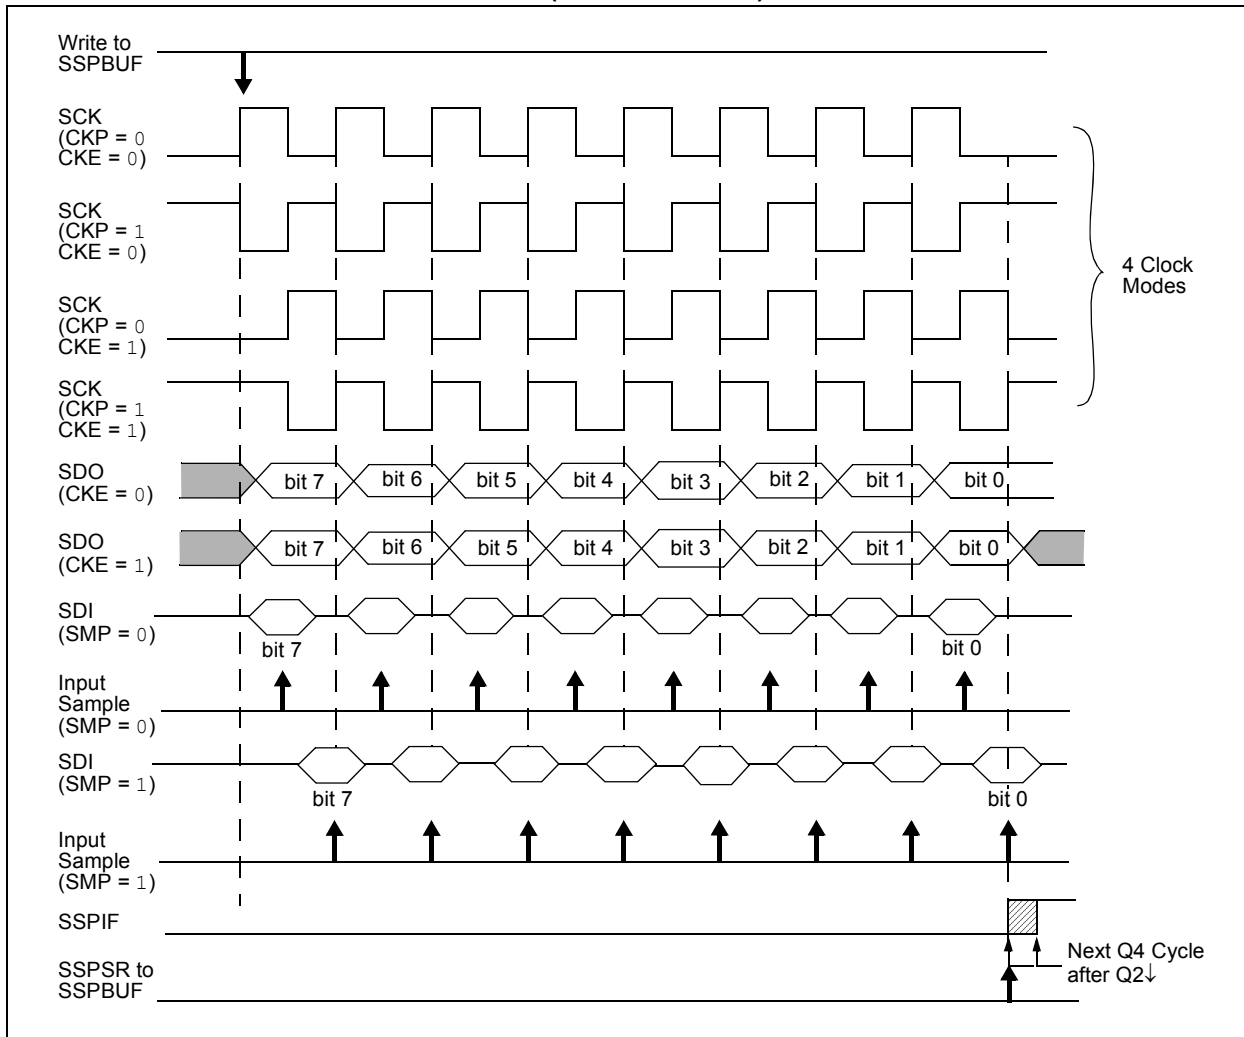 Write to
SSPBUF
SCK
(CKP = 0
CKE = 0)
SCK
(CKP = 1
CKE = 0)
4 Clock
Modes
SCK
(CKP = 0
CKE = 1)
SCK
(CKP = 1
CKE = 1)
SDO
(CKE = 0)
bit 7 bit 6 bit 5 bit 4 bit 3 bit 2 bit 1 bit 0
SDO
(CKE = 1)
bit 7 bit 6 bit 5 bit 4 bit 3 bit 2 bit 1 bit 0
SDI
(SMP = 0)
bit 7 bit 0
Input
Sample
(SMP = 0)
SDI
(SMP = 1)
bit 7 bit 0
Input
Sample
(SMP = 1)
SSPIF
Next Q4 Cycle
after Q2↓
SSPSR to
SSPBUF